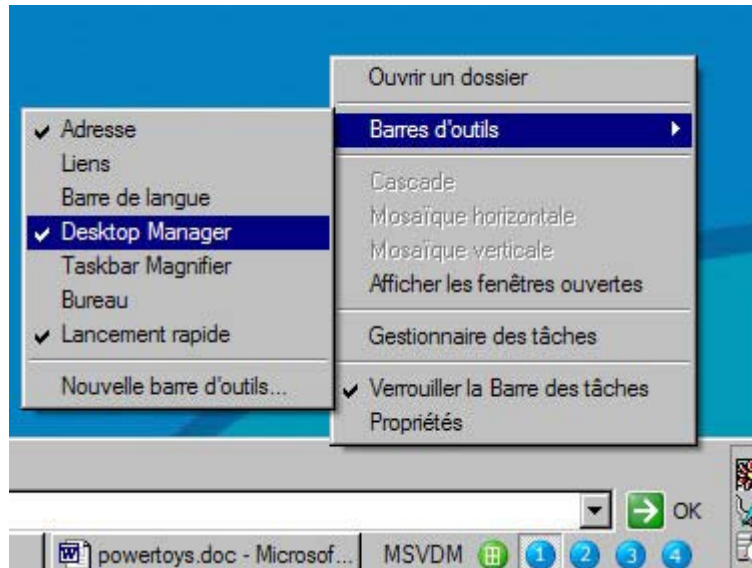 Ouvrir un dossier
Barres d'outils
Cascade
Mosaïque horizontale
Mosaïque verticale
Afficher les fenêtres ouvertes
Gestionnaire des tâches
Verrouiller la Barre des tâches
Propriétés
Adresse
Liens
Barre de langue
Desktop Manager
Taskbar Magnifier
Bureau
Lancement rapide
Nouvelle barre d'outils...
OK
powertoys.doc - Microsof... MSVDM 1 2 3 4